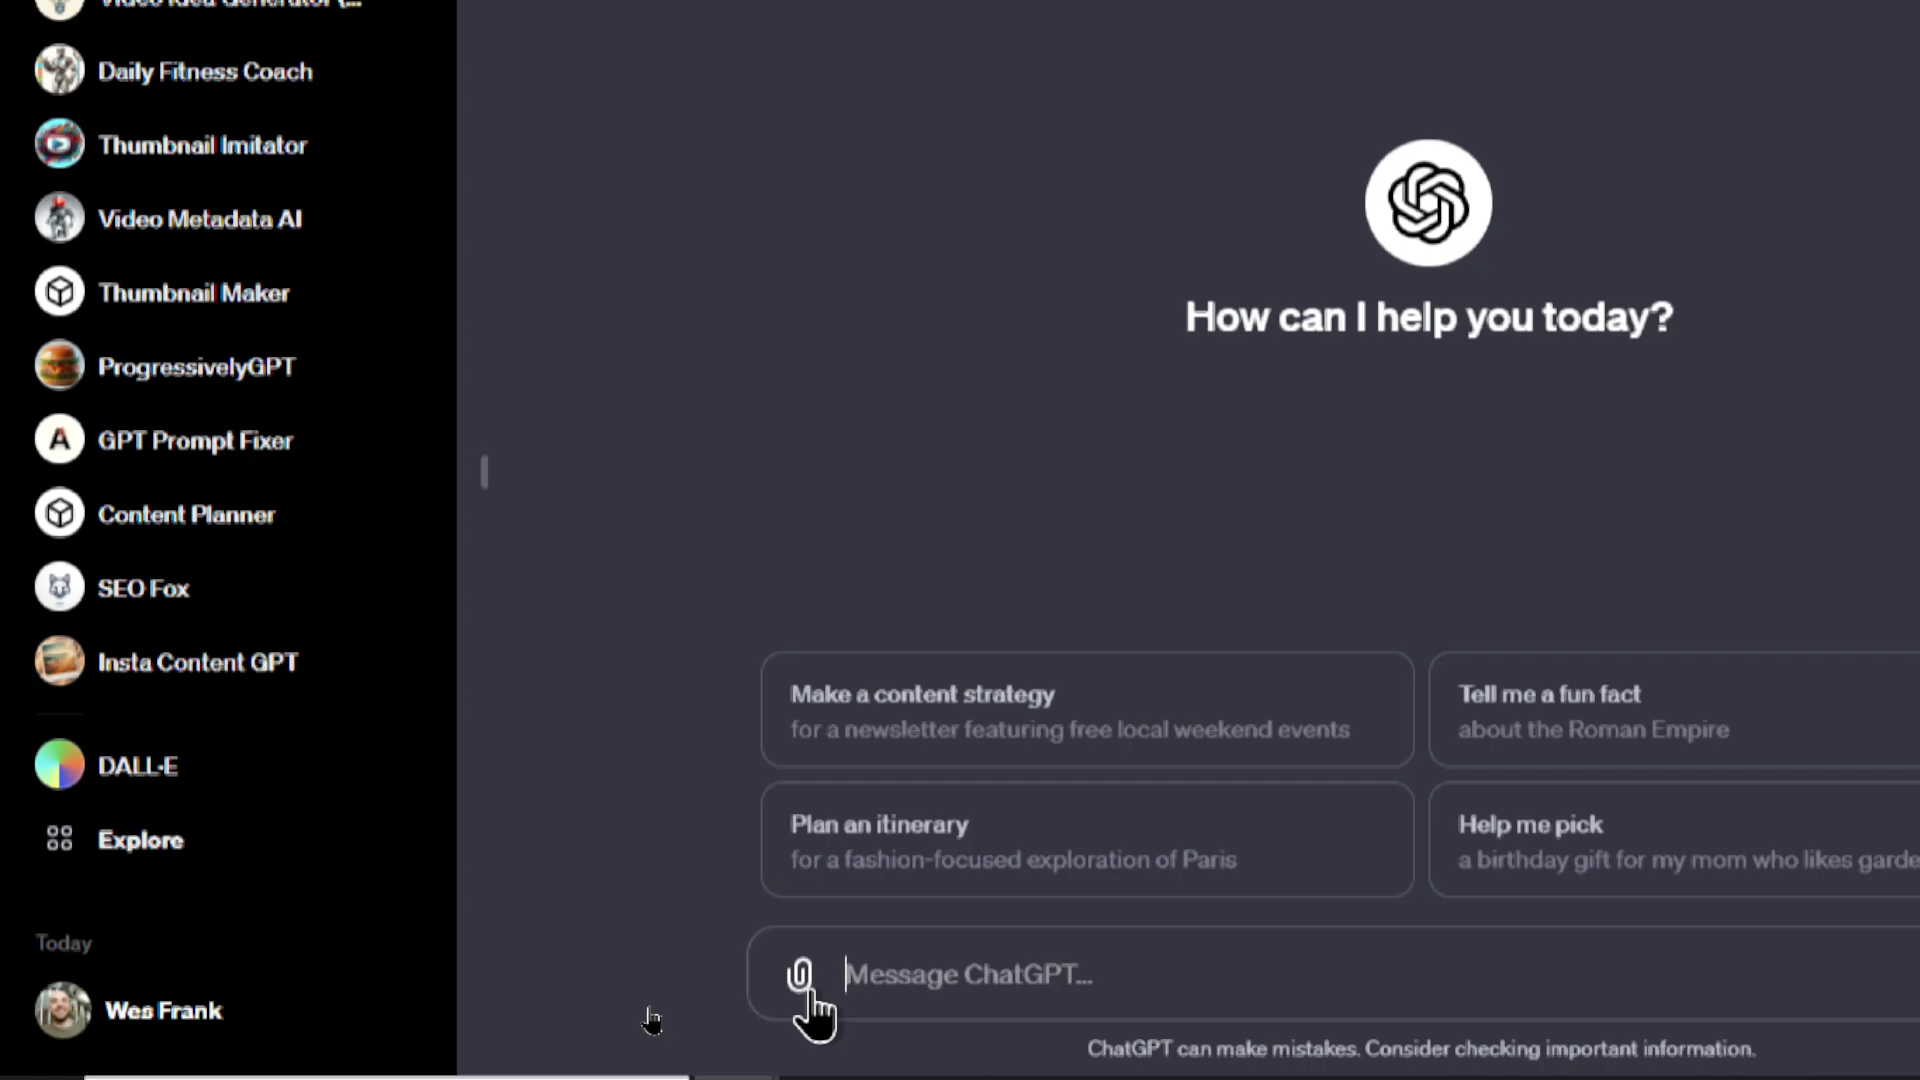 Video Idea Generator (...
Daily Fitness Coach
Thumbnail Imitator
Video Metadata AI
Thumbnail Maker
ProgressivelyGPT
A GPT Prompt Fixer
Content Planner
SEO Fox
Insta Content GPT
DALL·E
Explore
Today
Wes Frank
How can I help you today?
Make a content strategy
for a newsletter featuring free local weekend events
Tell me a fun fact
about the Roman Empire
Plan an itinerary
for a fashion-focused exploration of Paris
Help me pick
a birthday gift for my mom who likes garde
Message ChatGPT...
ChatGPT can make mistakes. Consider checking important information.